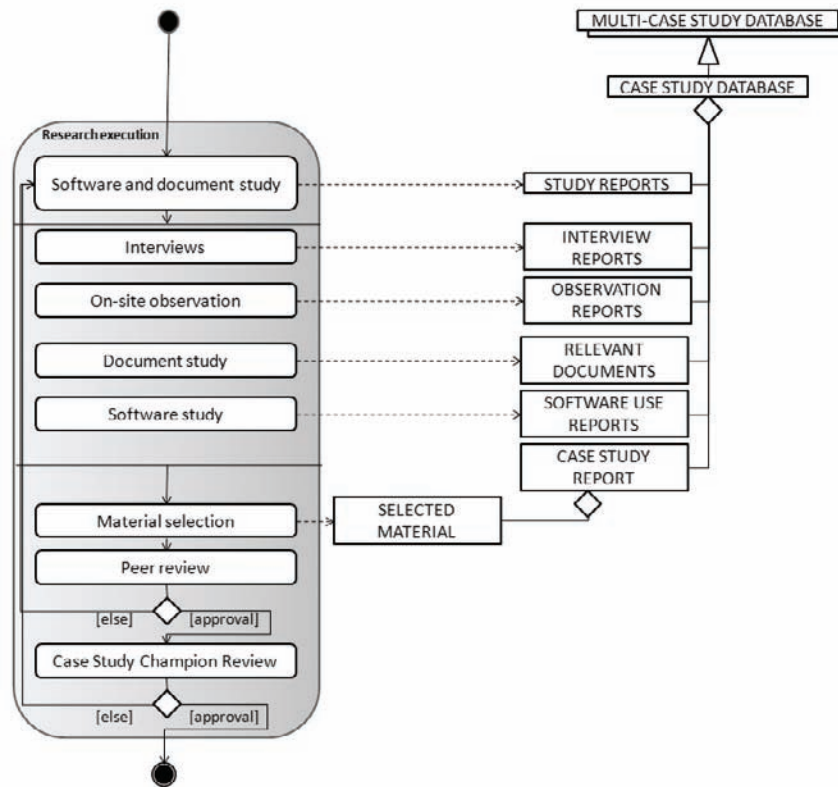 MULTI-CASE STUDY DATABASE
CASE STUDY DATABASE
Research execution
Software and document study
STUDY REPORTS
Interviews
INTERVIEW
REPORTS
On-site observation
OBSERVATION
REPORTS
Document study
RELEVANT
DOCUMENTS
Software study
SOFTWARE USE
REPORTS
CASE STUDY
REPORT
Material selection
SELECTED
MATERIAL
Peer review
[else] [approval]
Case Study Champion Review
[else] [approval]